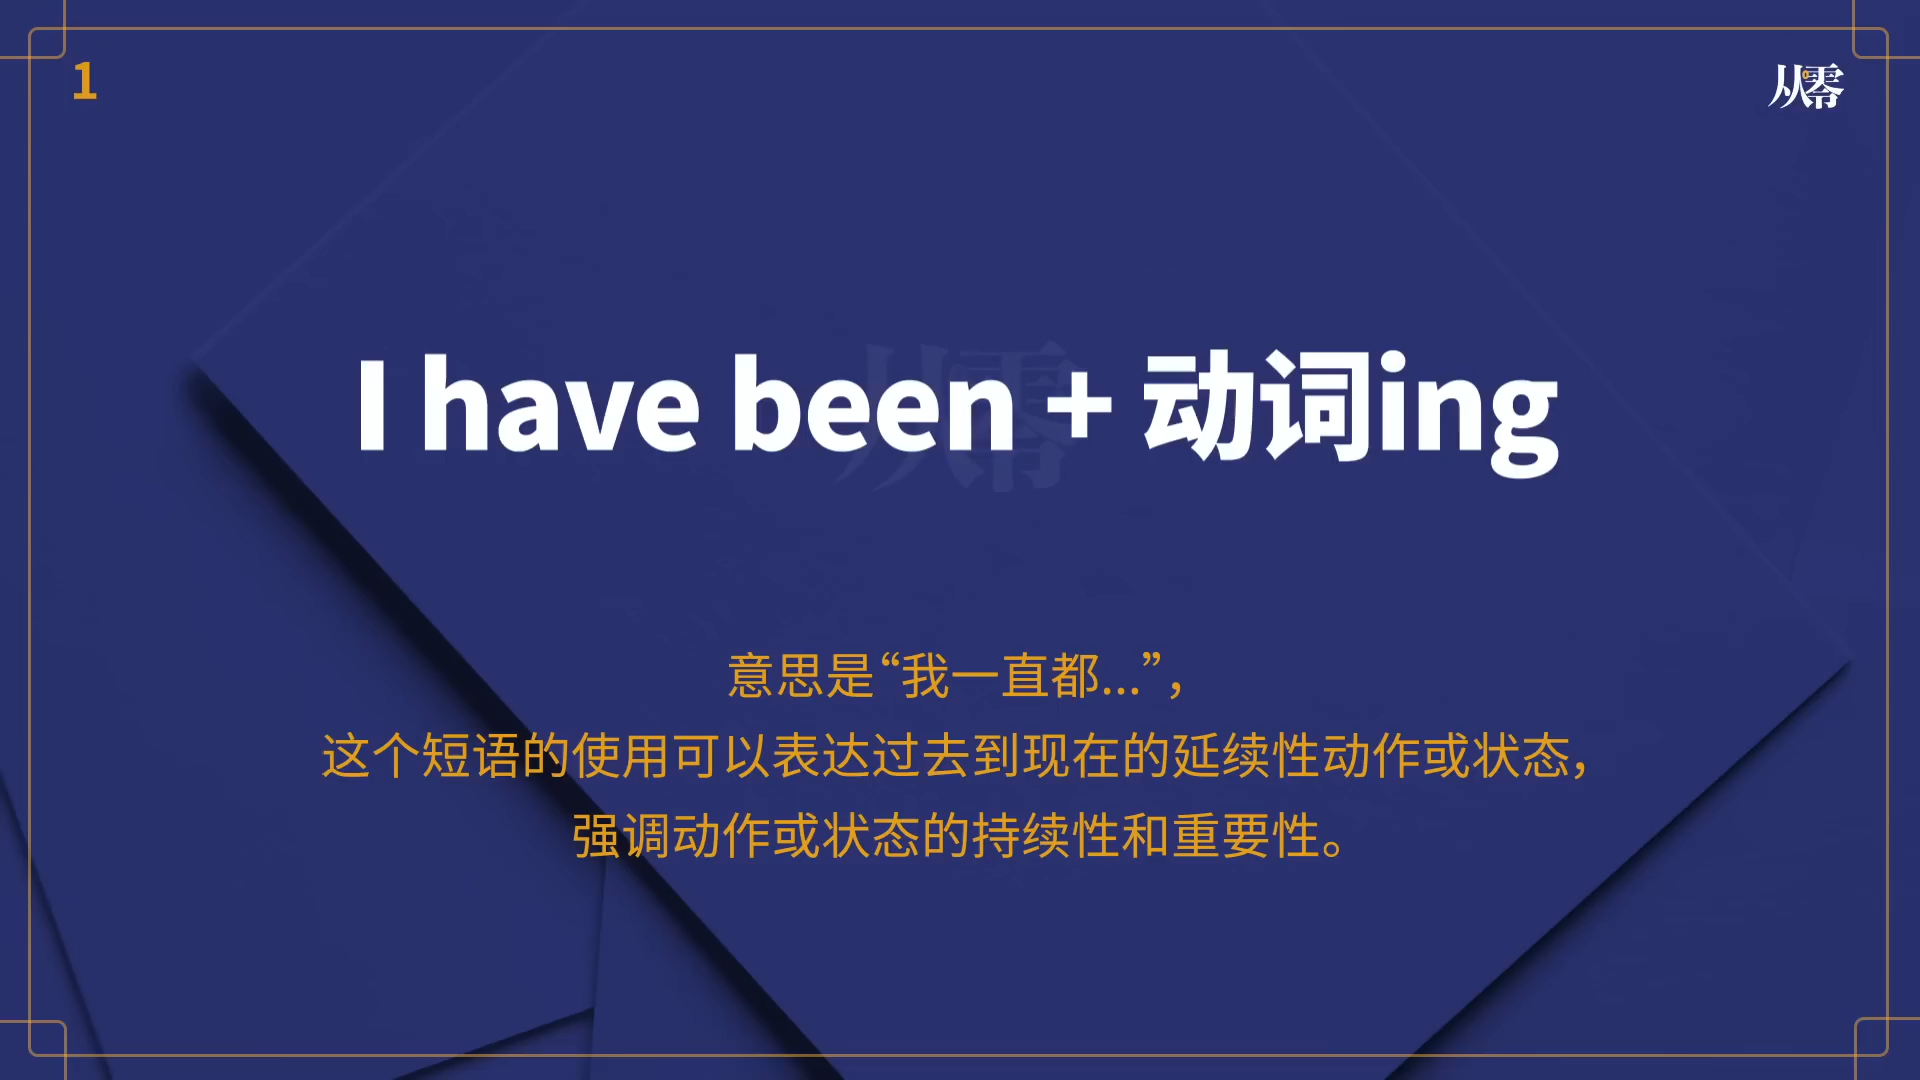 1
从零
I have been + 动词ing
意思是“我一直都...”，
这个短语的使用可以表达过去到现在的延续性动作或状态，
强调动作或状态的持续性和重要性。